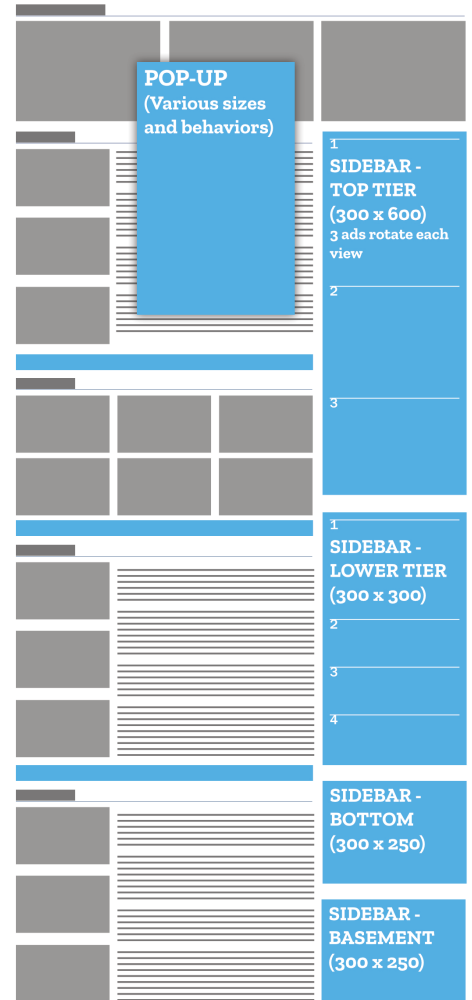 POP-UP
(Various sizes
and behaviors)
1
SIDEBAR -
TOP TIER
(300 x 600)
3 ads rotate each
view
2
3
1
SIDEBAR -
LOWER TIER
(300 x 300)
2
3
4
SIDEBAR -
BOTTOM
(300 x 250)
SIDEBAR -
BASEMENT
(300 x 250)